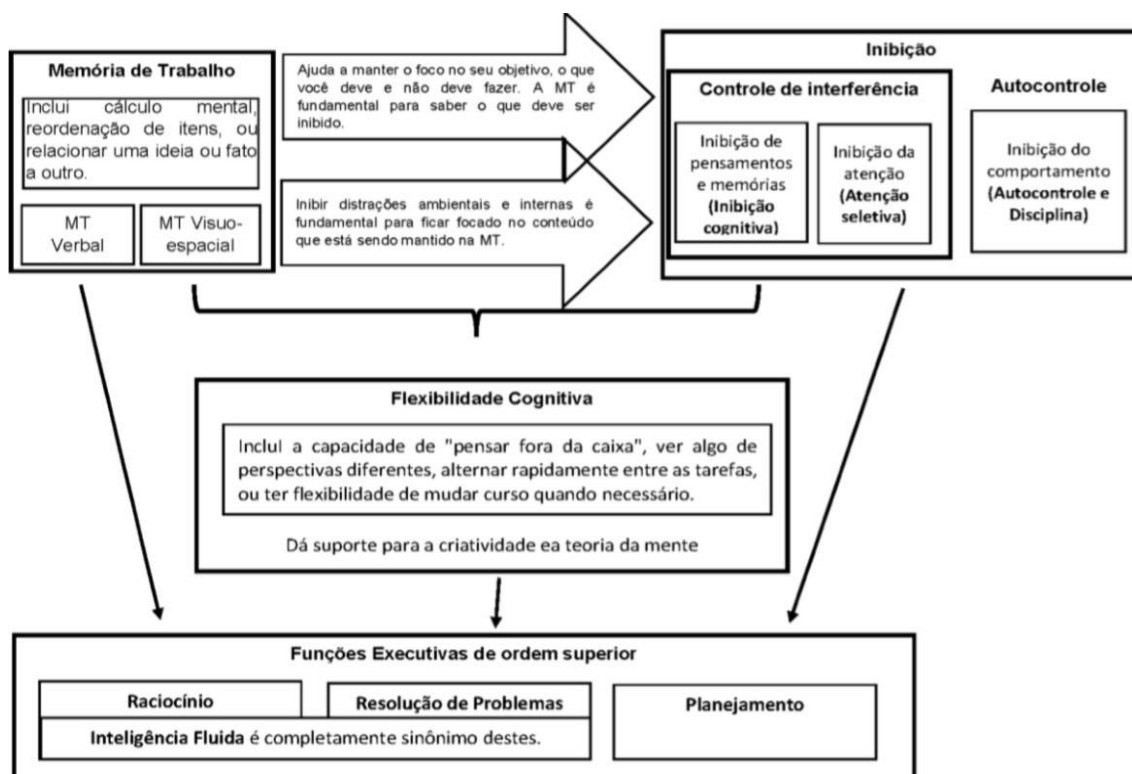 Memória de Trabalho
Inclui cálculo mental,
reordenação de itens, ou
relacionar uma ideia ou fato
a outro.
MT
Verbal
MT Visuo-
espacial
Ajuda a manter o foco no seu objetivo, o que
você deve e não deve fazer. A MT é
fundamental para saber o que deve ser
inibido.
Inibir distrações ambientais e internas é
fundamental para ficar focado no conteúdo
que está sendo mantido na MT.
Inibição
Controle de interferência
Inibição de
pensamentos
e memórias
(Inibição
cognitiva)
Inibição da
atenção
(Atenção
seletiva)
Autocontrole
Inibição do
comportamento
(Autocontrole e
Disciplina)
Flexibilidade Cognitiva
Inclui a capacidade de "pensar fora da caixa", ver algo de
perspectivas diferentes, alternar rapidamente entre as tarefas,
ou ter flexibilidade de mudar curso quando necessário.
Dá suporte para a criatividade ea teoria da mente
Funções Executivas de ordem superior
Raciocínio
Resolução de Problemas
Inteligência Fluida é completamente sinônimo destes.
Planejamento